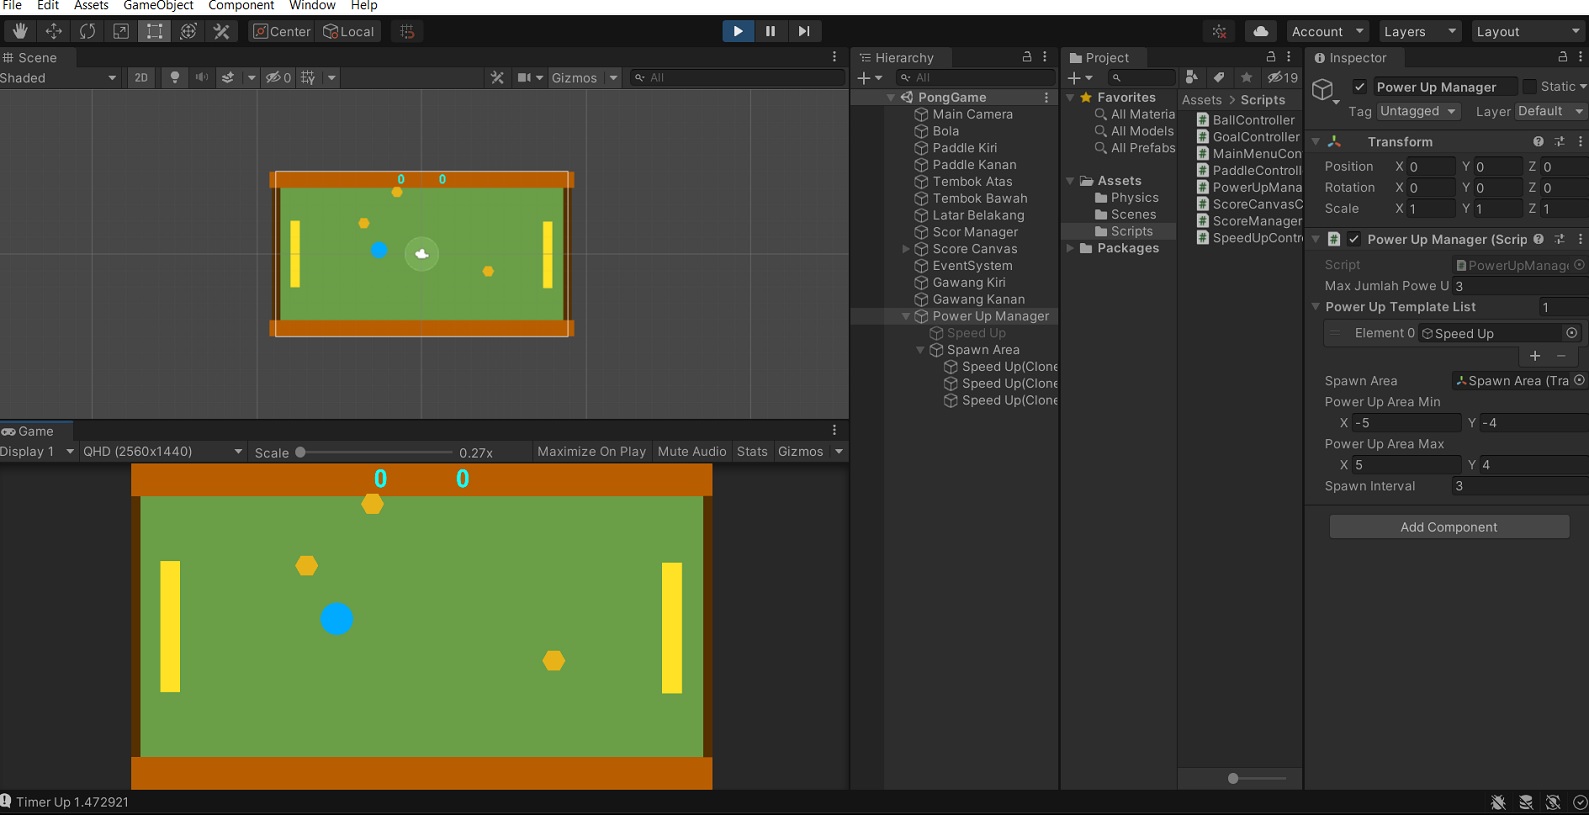 File Edit Assets GameObject Component Window Help
Center Local Account Layers Layout
Scene
Shaded 2D 0 Gizmos All
0 0
Game
Display 1 QHD (2560x1440) Scale 0.27x Maximize On Play Mute Audio Stats Gizmos
0 0
Timer Up 1.472921
Hierarchy
All
PongGame
Main Camera
Bola
Paddle Kiri
Paddle Kanan
Tembok Atas
Tembok Bawah
Latar Belakang
Scor Manager
Score Canvas
EventSystem
Gawang Kiri
Gawang Kanan
Power Up Manager
Speed Up
Spawn Area
Speed Up(Clone
Speed Up(Clone
Speed Up(Clone
Project
19
Favorites
All Materia
All Models
All Prefabs
Assets
Physics
Scenes
Scripts
Packages
Assets > Scripts
BallController
GoalController
MainMenuCon
PaddleControll
PowerUpMana
ScoreCanvasC
ScoreManager
SpeedUpContro
Inspector
Power Up Manager Static
Tag Untagged Layer Default
Transform
Position X 0 Y 0 Z 0
Rotation X 0 Y 0 Z 0
Scale X 1 Y 1 Z 1
Power Up Manager (Scrip
Script PowerUpManage
Max Jumlah Powe U 3
Power Up Template List 1
Element 0 Speed Up
Spawn Area Spawn Area (Tra
Power Up Area Min
X -5 Y -4
Power Up Area Max
X 5 Y 4
Spawn Interval 3
Add Component